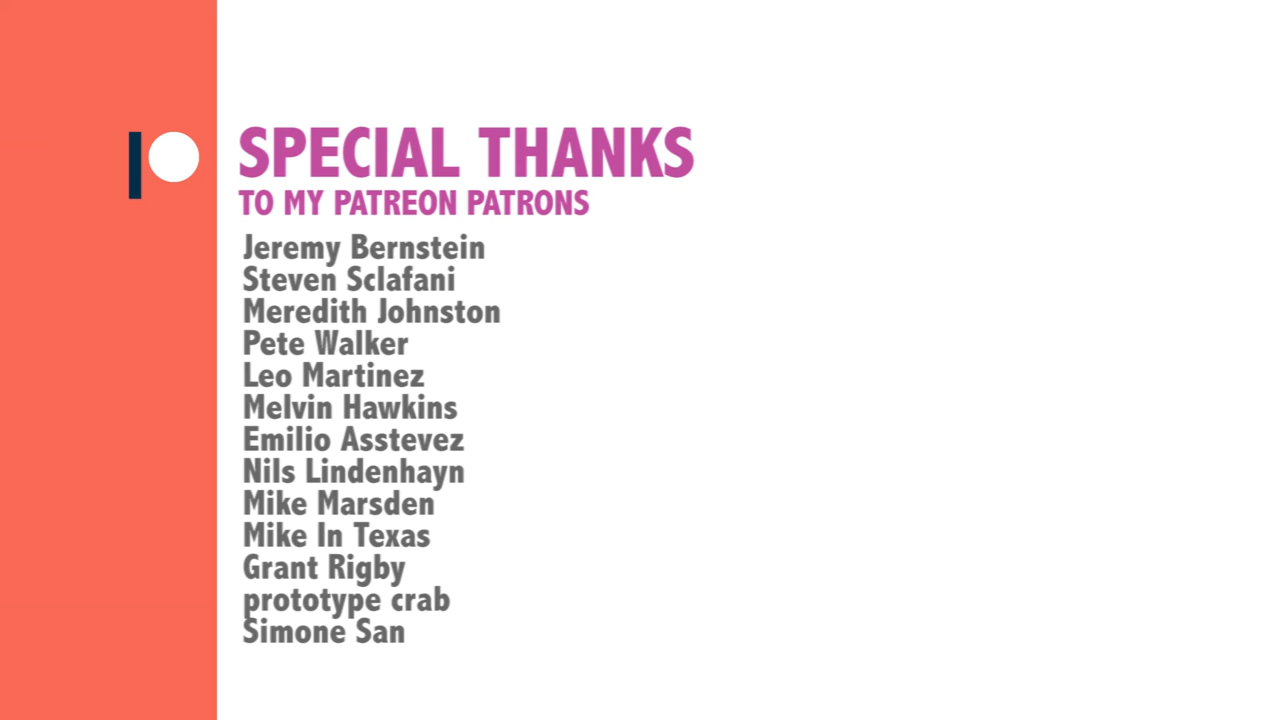 SPECIAL THANKS
TO MY PATREON PATRONS
Jeremy Bernstein
Steven Sclafani
Meredith Johnston
Pete Walker
Leo Martinez
Melvin Hawkins
Emilio Asstevez
Nils Lindenhayn
Mike Marsden
Mike In Texas
Grant Rigby
prototype crab
Simone San